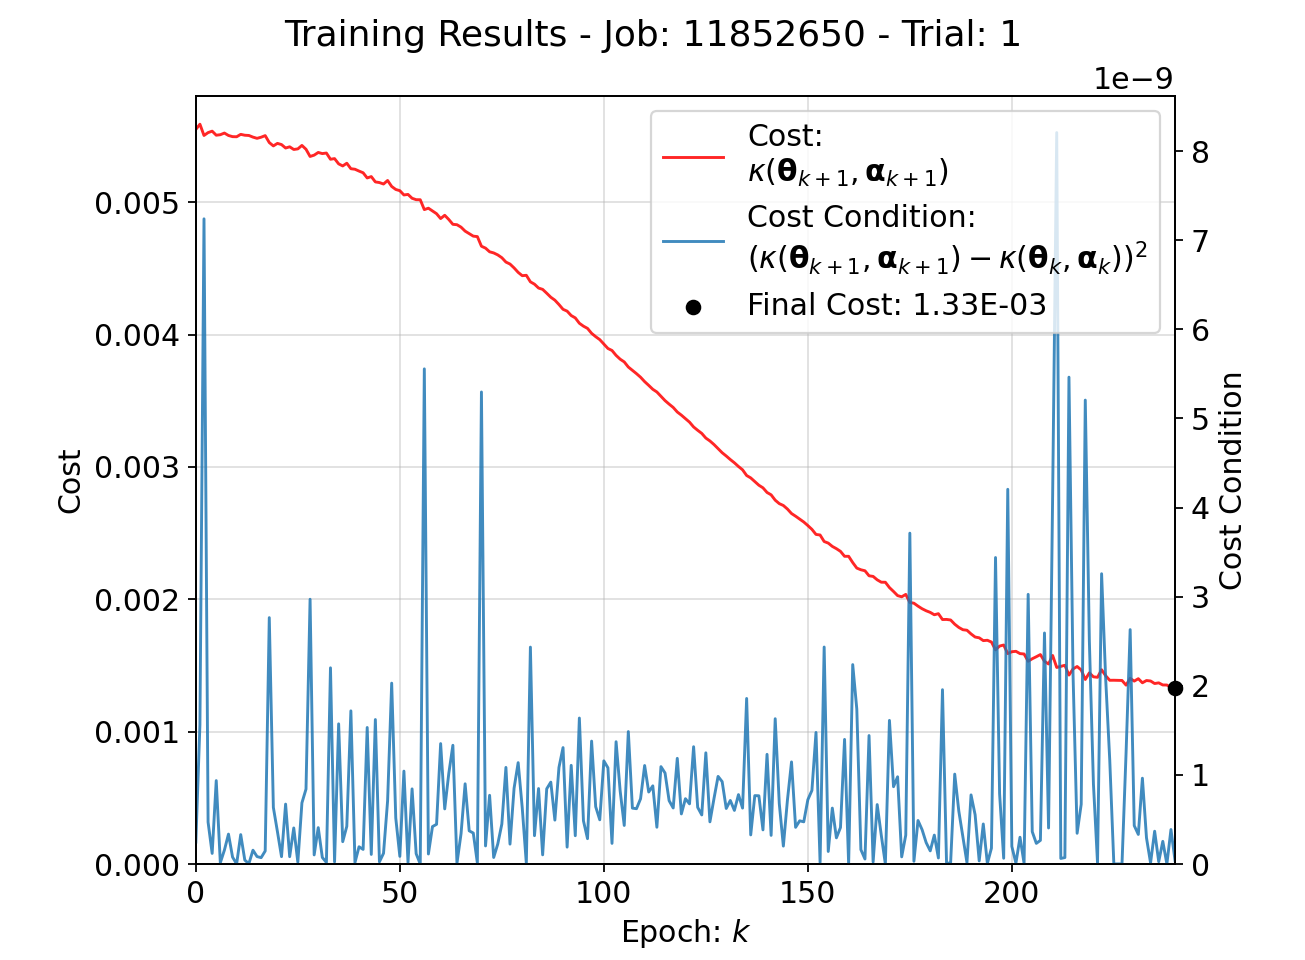 Training Results - Job: 11852650 - Trial: 1
1e−9
Cost:
κ(θ_{k+1}, α_{k+1})
Cost Condition:
(κ(θ_{k+1}, α_{k+1}) − κ(θ_k, α_k))^2
Final Cost: 1.33E-03
Cost
0.005
0.004
0.003
0.002
0.001
0.000
8
7
6
5
4
3
2
1
0
Cost Condition
0
50
100
150
200
Epoch: k